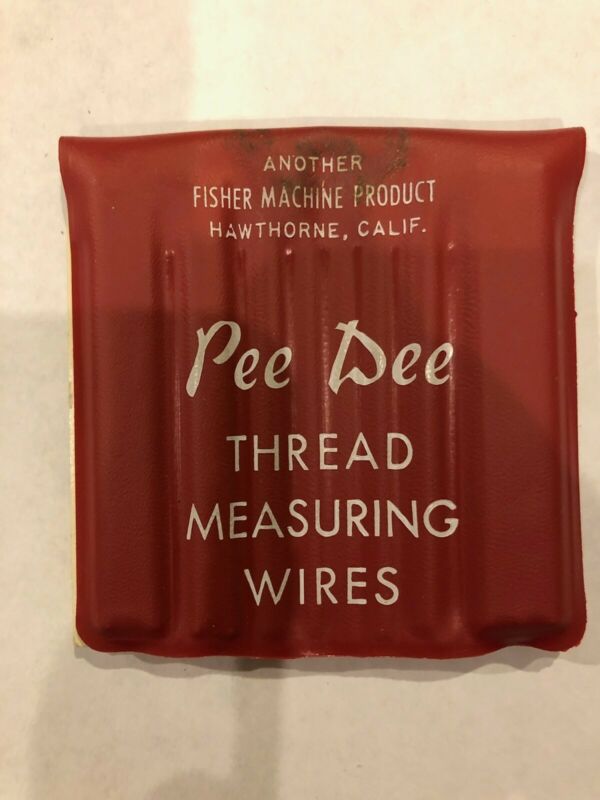 ANOTHER
FISHER MACHINE PRODUCT
HAWTHORNE, CALIF.
Pee Dee
THREAD
MEASURING
WIRES